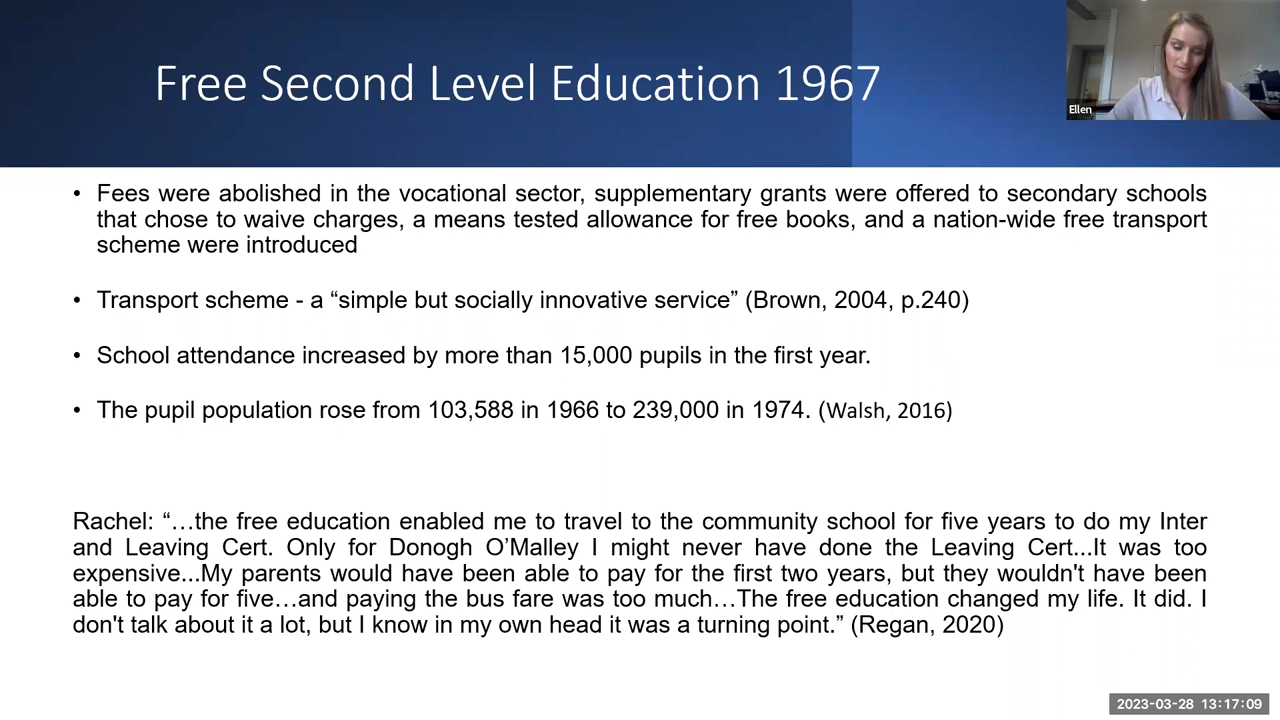 Free Second Level Education 1967
Ellen
• Fees were abolished in the vocational sector, supplementary grants were offered to secondary schools
that chose to waive charges, a means tested allowance for free books, and a nation-wide free transport
scheme were introduced
• Transport scheme - a “simple but socially innovative service” (Brown, 2004, p.240)
• School attendance increased by more than 15,000 pupils in the first year.
• The pupil population rose from 103,588 in 1966 to 239,000 in 1974. (Walsh, 2016)
Rachel: “…the free education enabled me to travel to the community school for five years to do my Inter
and Leaving Cert. Only for Donogh O’Malley I might never have done the Leaving Cert...It was too
expensive...My parents would have been able to pay for the first two years, but they wouldn't have been
able to pay for five…and paying the bus fare was too much…The free education changed my life. It did. I
don't talk about it a lot, but I know in my own head it was a turning point.” (Regan, 2020)
2023-03-28 13:17:09